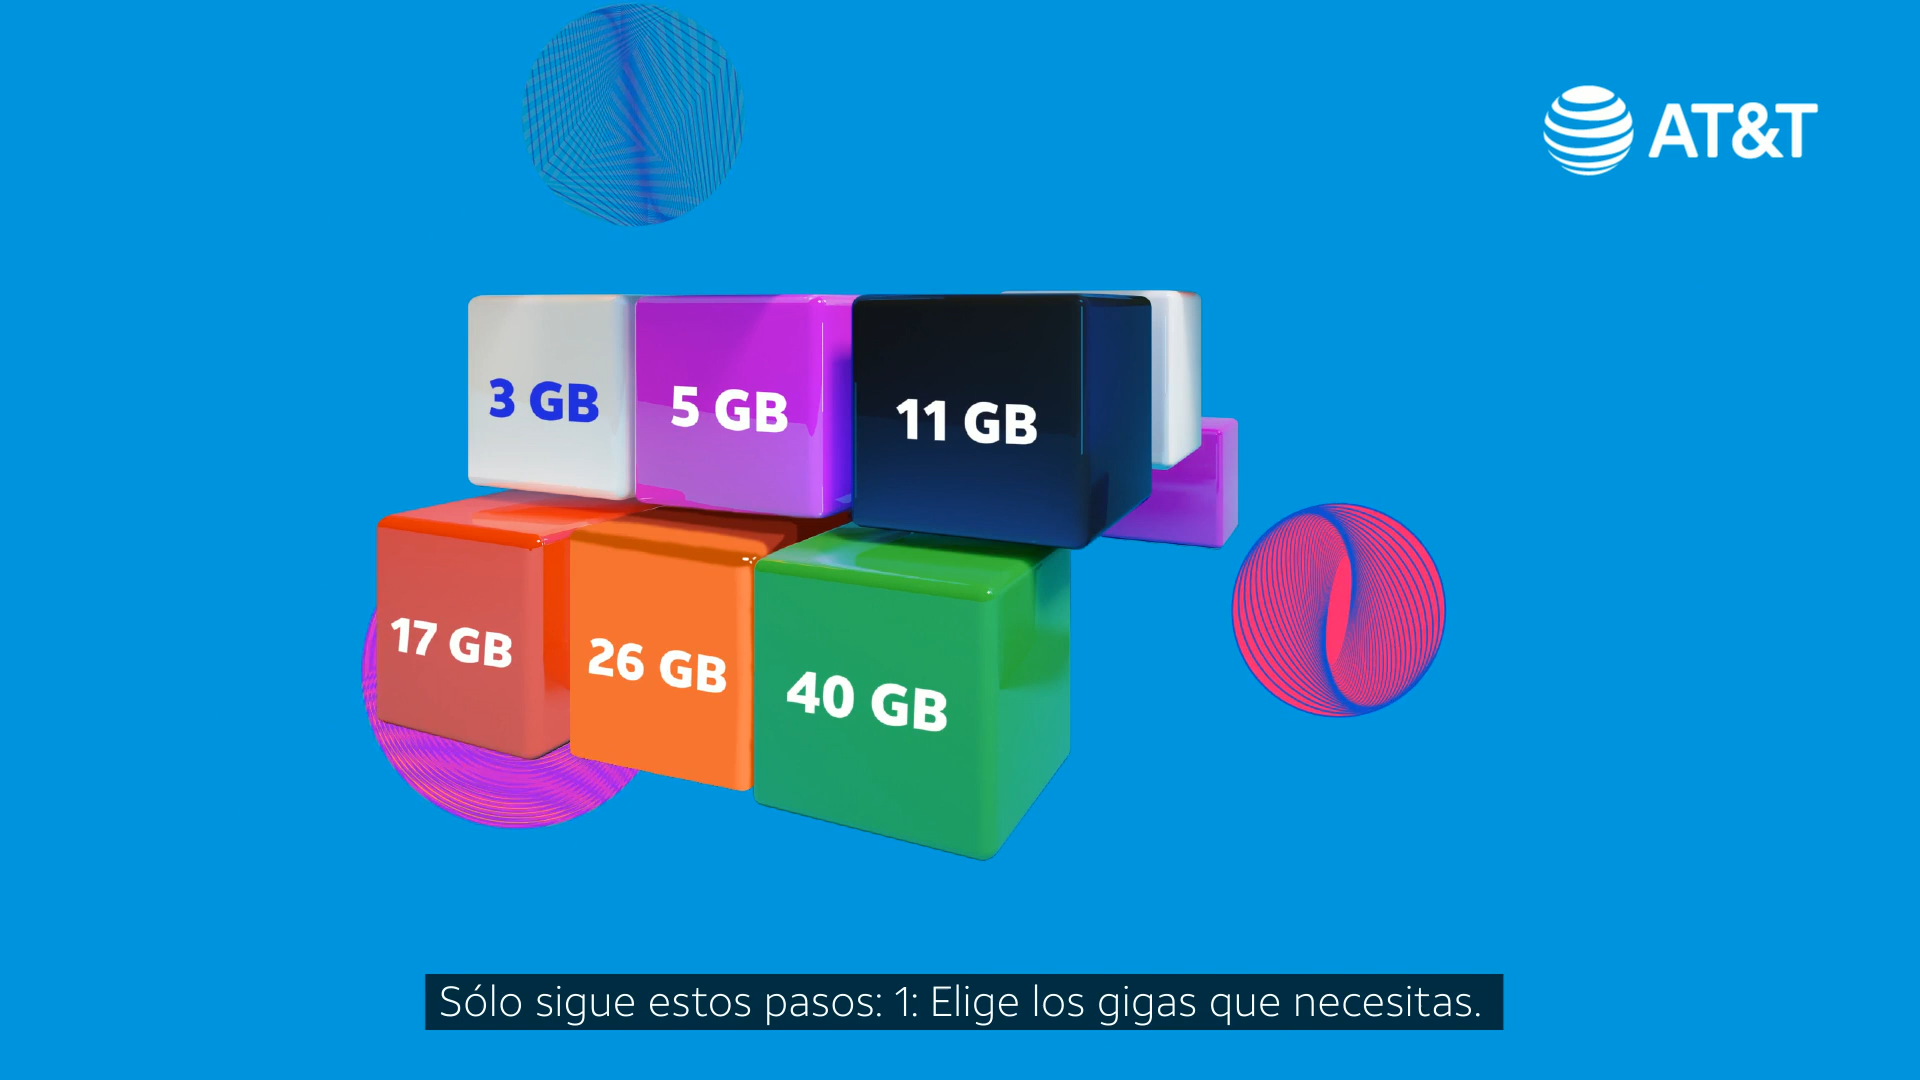 AT&T
3 GB
5 GB
11 GB
17 GB
26 GB
40 GB
Sólo sigue estos pasos: 1: Elige los gigas que necesitas.